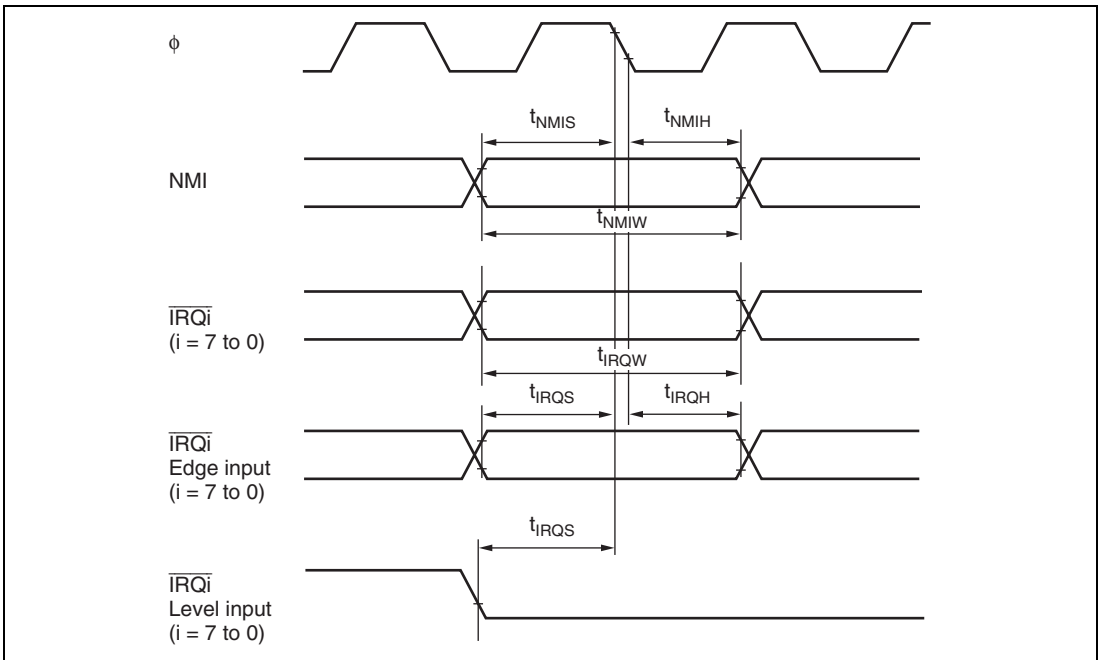 ϕ
tNMIS
tNMIH
NMI
tNMIW
IRQi
(i = 7 to 0)
tIRQW
tIRQS
tIRQH
IRQi
Edge input
(i = 7 to 0)
tIRQS
IRQi
Level input
(i = 7 to 0)